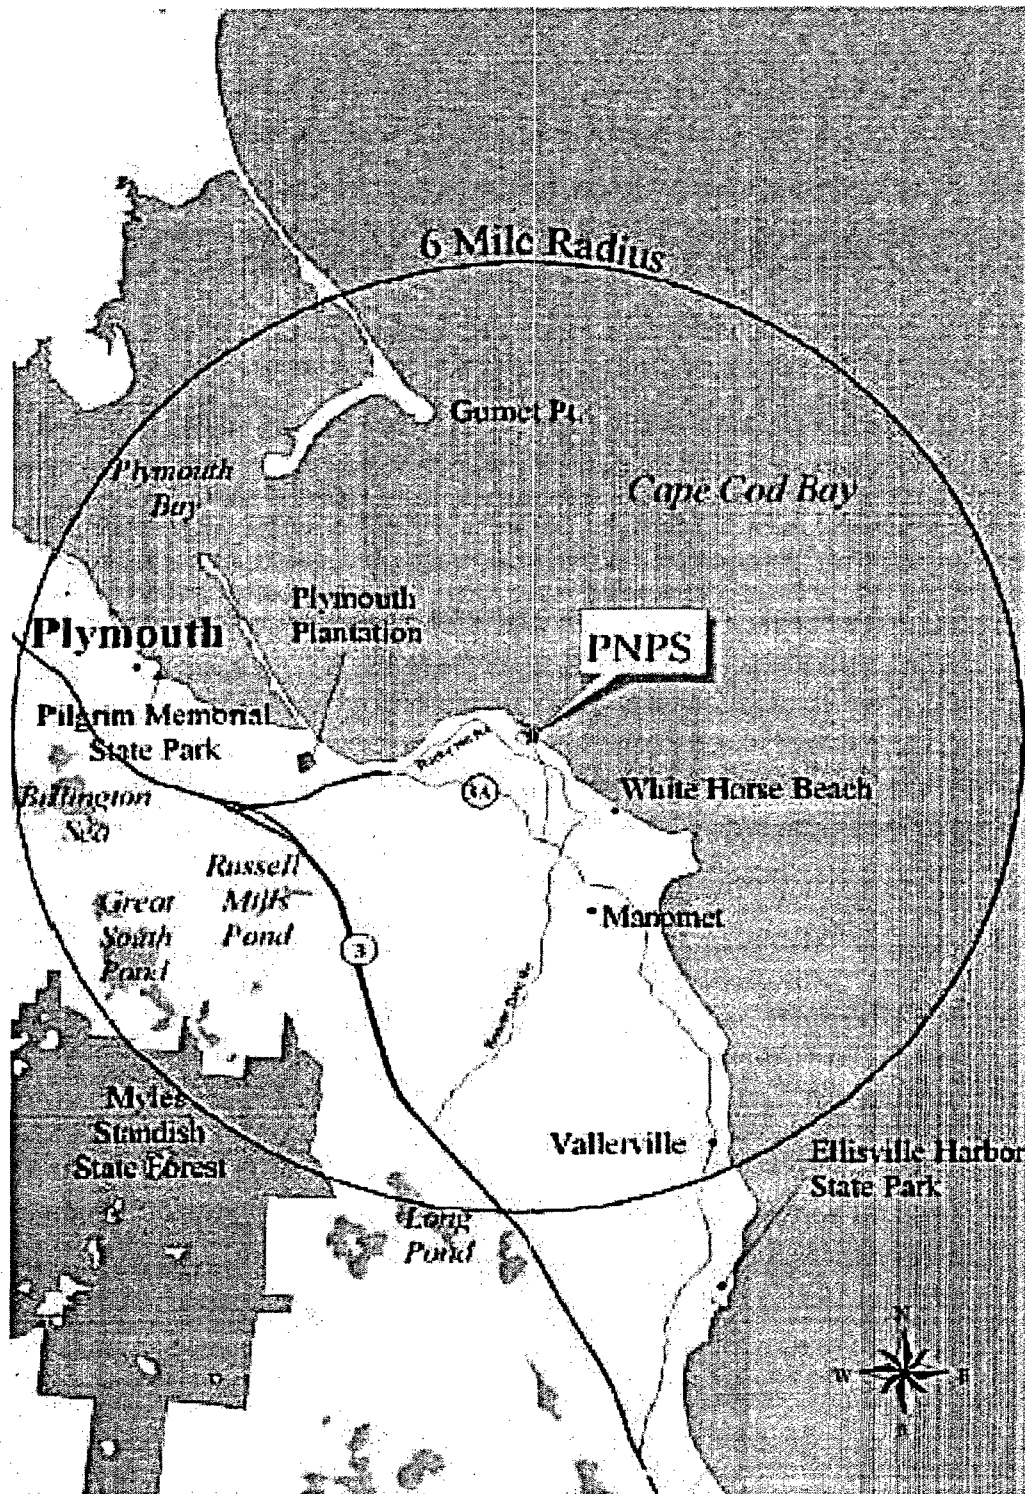 6 Mile Radius
Gurnet Pt.
Plymouth
Bay
Cape Cod Bay
Plymouth
Plantation
Plymouth
PNPS
Pilgrim Memorial
State Park
3A
White Horse Beach
Billington
Sea
Russell
Mills
Pond
Great
South
Pond
Manomet
3
Myles
Standish
State Forest
Vallerville
Ellisville Harbor
State Park
Long
Pond
N
W
E
S